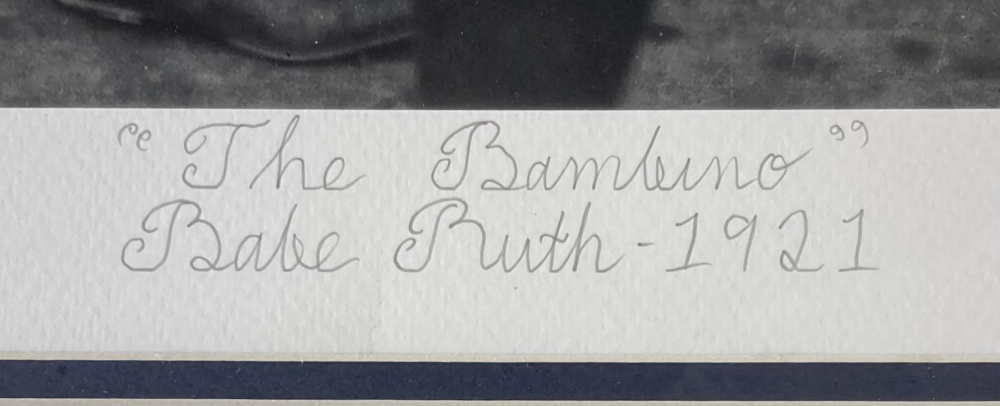 "The Bambino"
Babe Ruth - 1921